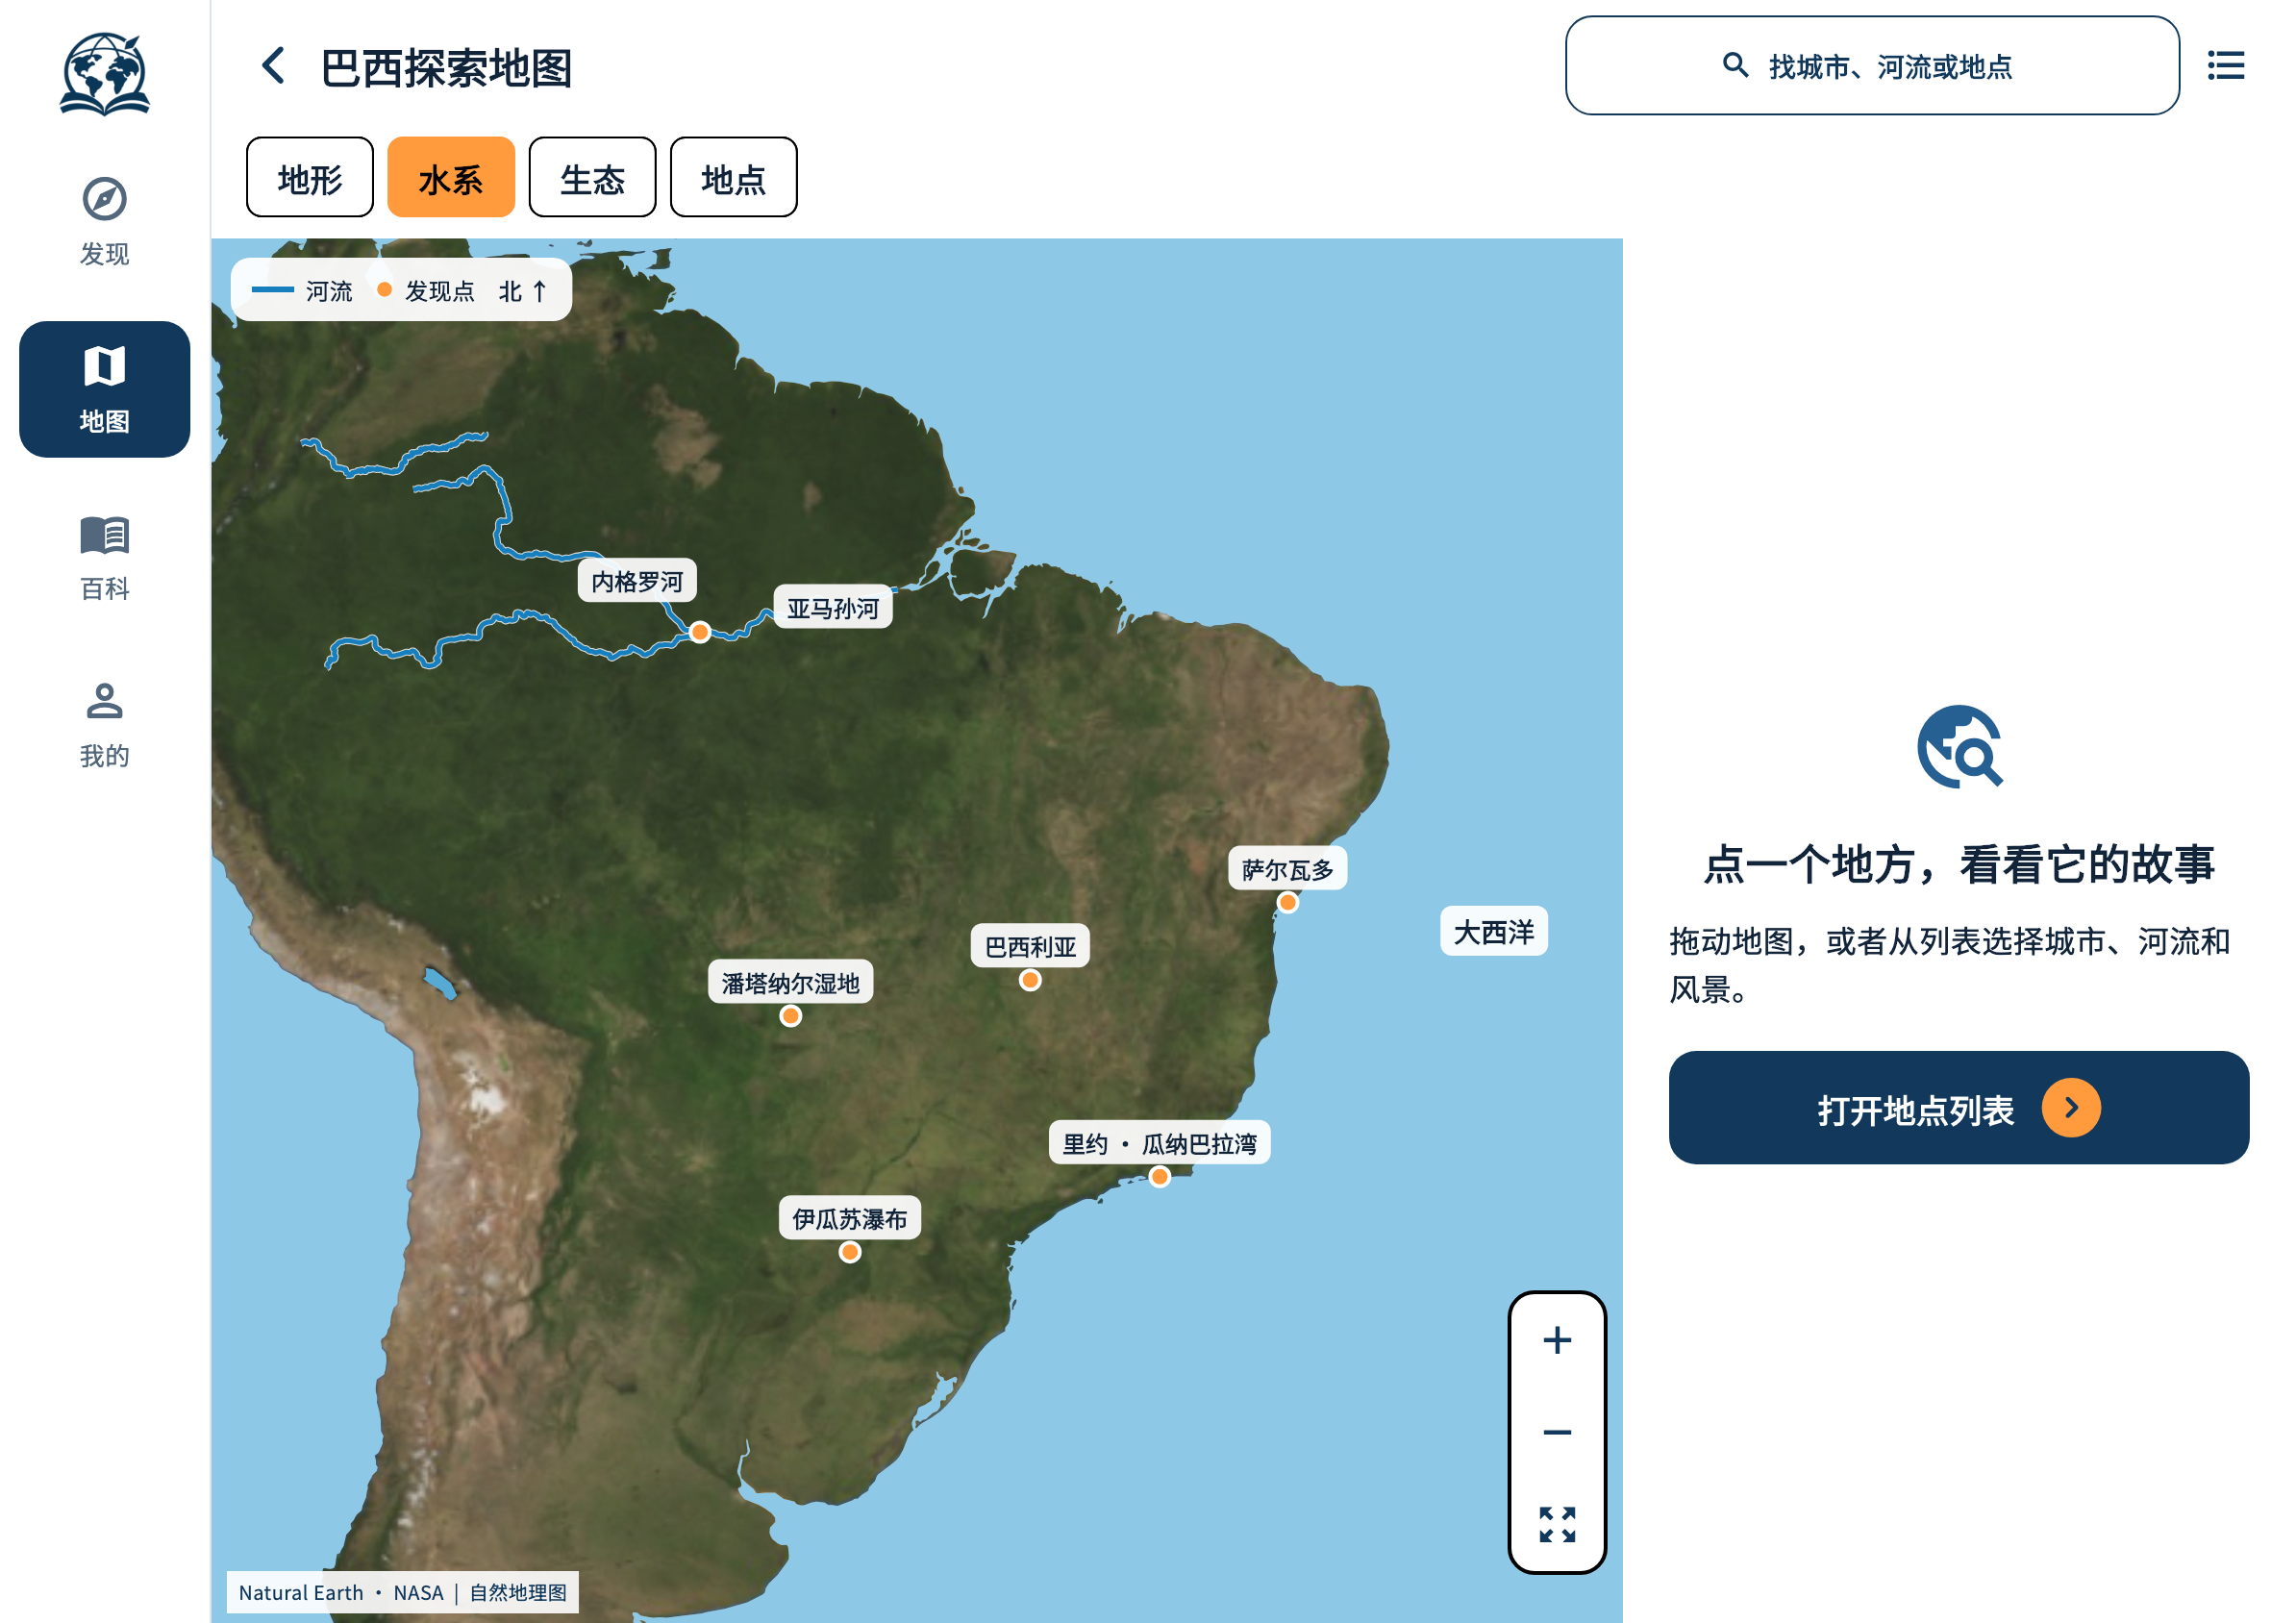 巴西探索地图
找城市、河流或地点
地形
水系
生态
地点
发现
地图
百科
我的
河流
发现点
北 ↑
内格罗河
亚马孙河
萨尔瓦多
大西洋
巴西利亚
潘塔纳尔湿地
里约 · 瓜纳巴拉湾
伊瓜苏瀑布
Natural Earth · NASA | 自然地理图
点一个地方，看看它的故事
拖动地图，或者从列表选择城市、河流和
风景。
打开地点列表